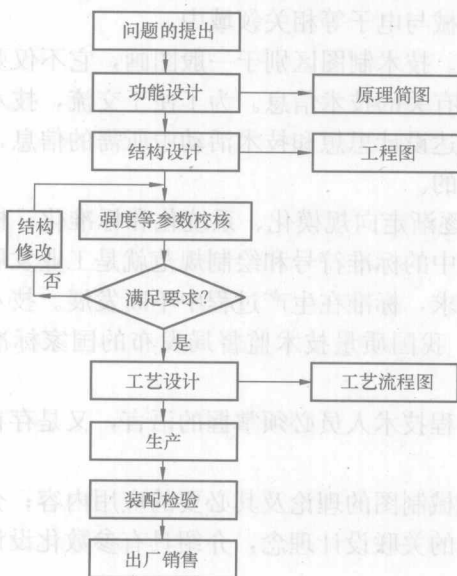 问题的提出
功能设计
原理简图
结构设计
工程图
结构
修改
强度等参数校核
否
满足要求?
是
工艺设计
工艺流程图
生产
装配检验
出厂销售